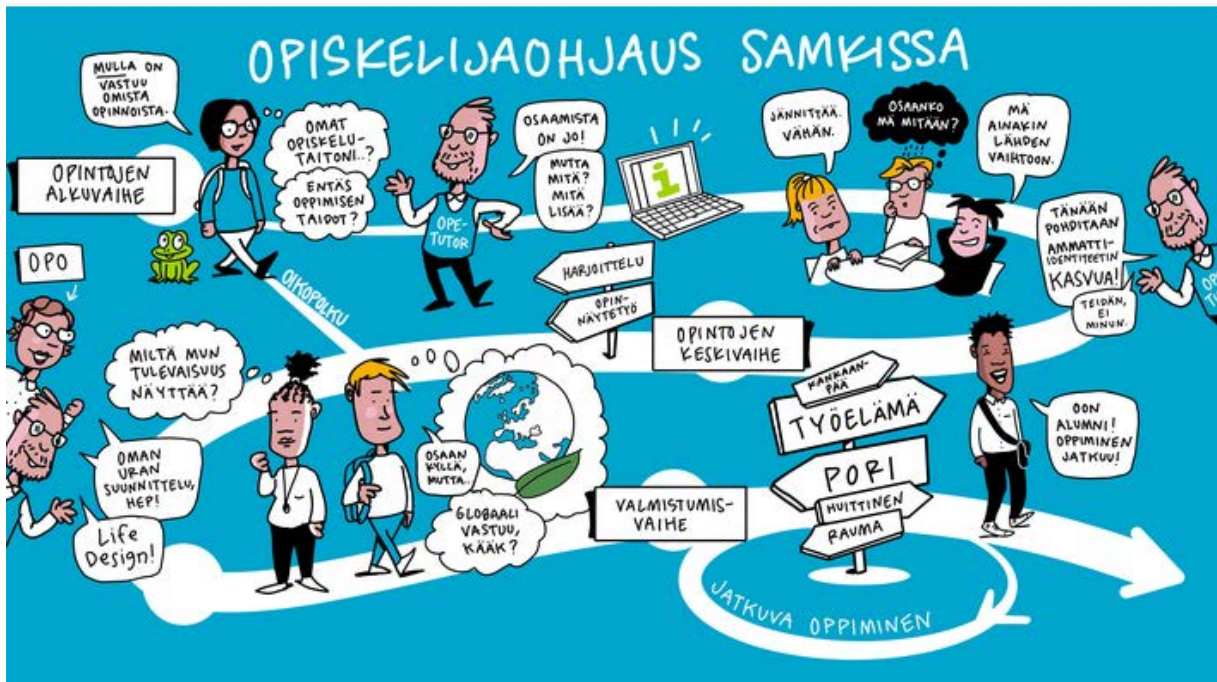 OPISKELIJAOHJAUS SAMKISSA
MULLA ON
VASTUU
OMISTA
OPINNOISTA.
OPINTOJEN
ALKUVAIHE
OMAT
OPISKELU-
TAITONI..?
ENTÄS
OPPIMISEN
TAIDOT?
OPE-
TUTOR
OSAAMISTA
ON JO!
MUTTA
MITÄ?
MITÄ
LISÄÄ?
i
JÄNNITTÄÄ.
VÄHÄN.
OSAANKO
MÄ MITÄÄN?
MÄ
AINAKIN
LÄHDEN
VAIHTOON.
TÄNÄÄN
POHDITAAN
AMMATTI-
IDENTITEETIN
KASVUA!
TEIDÄN,
EI
MINUN.
OP
TU
OPO
OIKOPOLKU
HARJOITTELU
OPIN-
NÄYTETYÖ
OPINTOJEN
KESKIVAIHE
MILTÄ MUN
TULEVAISUUS
NÄYTTÄÄ?
OMAN
URAN
SUUNNITTELU,
HEP!
Life
Design!
OSAAN
KYLLÄ,
MUTTA..
GLOBAALI
VASTUU,
KÄÄK?
VALMISTUMIS-
VAIHE
KANKAAN-
PÄÄ
TYÖELÄMÄ
PORI
HUITTINEN
RAUMA
OON
ALUMNI!
OPPIMINEN
JATKUU!
JATKUVA OPPIMINEN